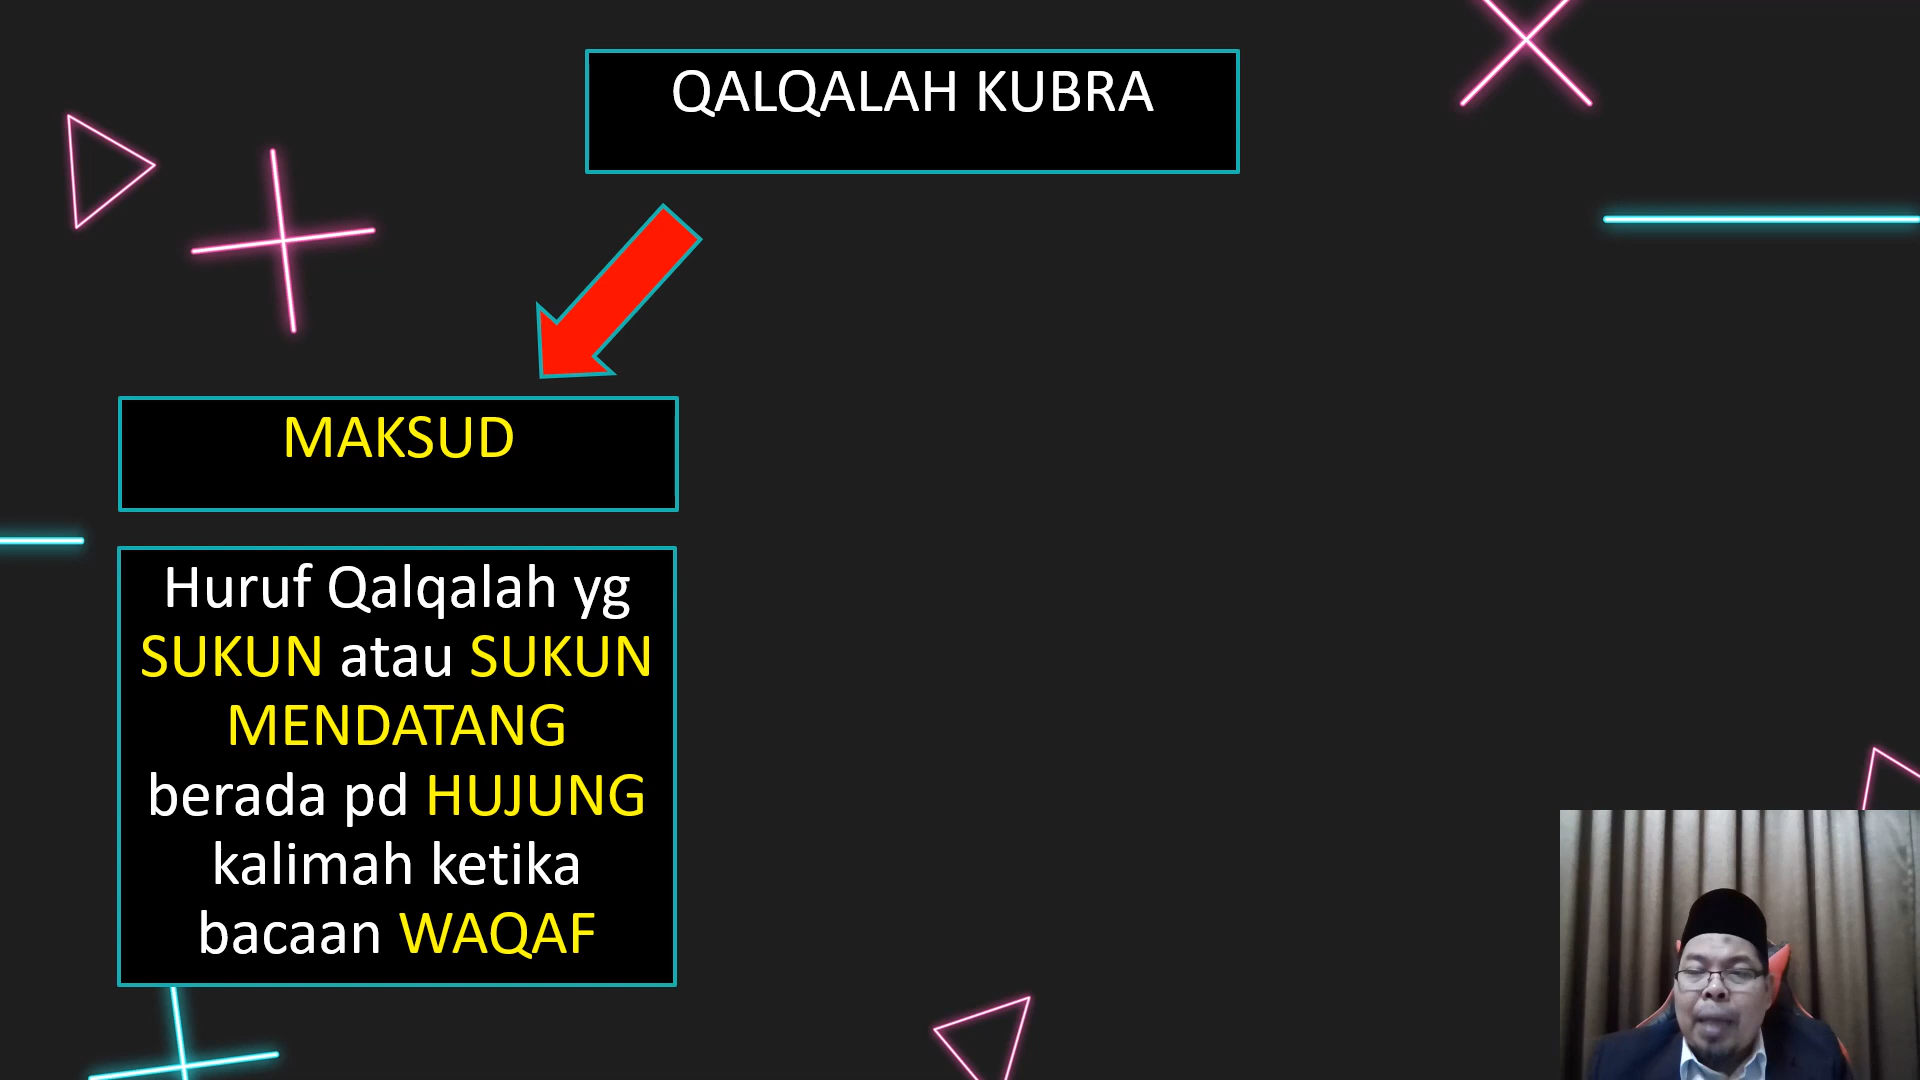 QALQALAH KUBRA
MAKSUD
Huruf Qalqalah yg
SUKUN atau SUKUN
MENDATANG
berada pd HUJUNG
kalimah ketika
bacaan WAQAF